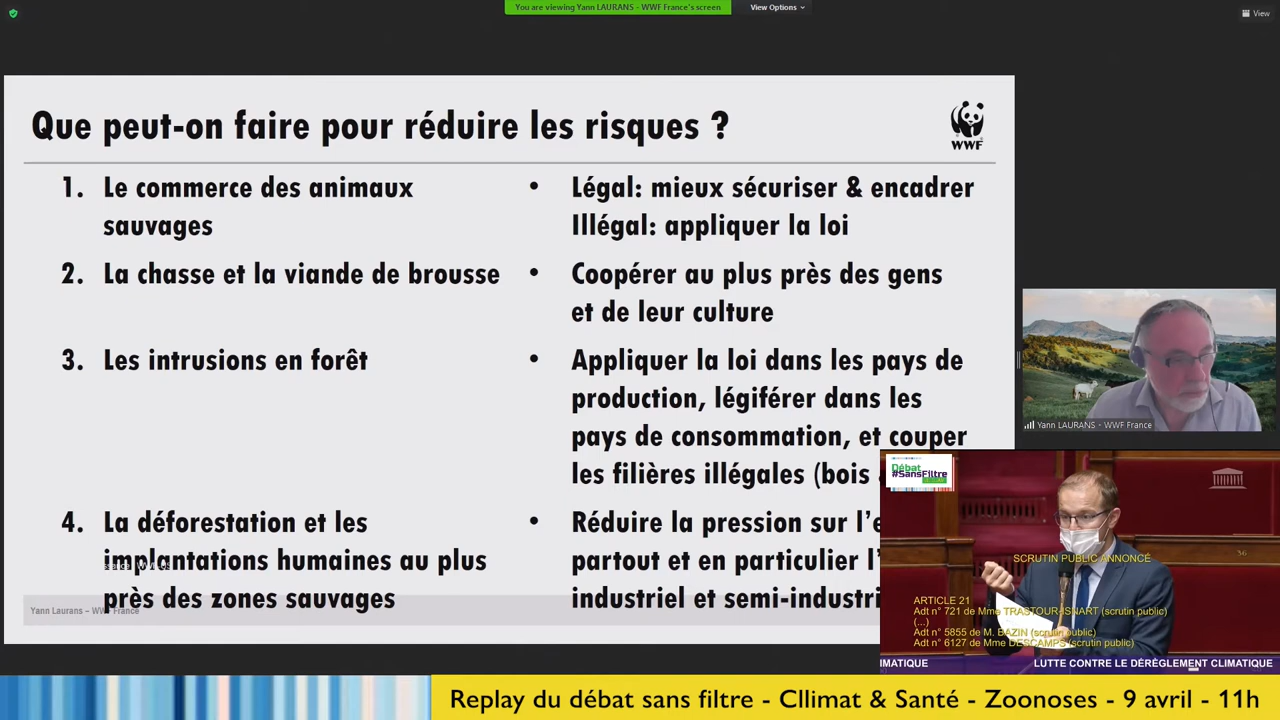 You are viewing Yann LAURANS - WWF France's screen
View Options
View
Que peut-on faire pour réduire les risques ?
WWF
1. Le commerce des animaux
sauvages
• Légal: mieux sécuriser & encadrer
Illégal: appliquer la loi
2. La chasse et la viande de brousse
• Coopérer au plus près des gens
et de leur culture
3. Les intrusions en forêt
• Appliquer la loi dans les pays de
production, légiférer dans les
pays de consommation, et couper
les filières illégales (bois
4. La déforestation et les
implantations humaines au plus
près des zones sauvages
• Réduire la pression sur l'e
partout et en particulier l'
industriel et semi-industri
Yann Laurans – WWF France
Yann LAURANS - WWF France
Débat
#SansFiltre
SCRUTIN PUBLIC ANNONCÉ
36
ARTICLE 21
Adt n° 721 de Mme TRASTOUR-ISNART (scrutin public)
(...)
Adt n° 5855 de M. BAZIN (scrutin public)
Adt n° 6127 de Mme DESCAMPS (scrutin public)
IMATIQUE
LUTTE CONTRE LE DÉRÈGLEMENT CLIMATIQUE
Replay du débat sans filtre - Cllimat & Santé - Zoonoses - 9 avril - 11h